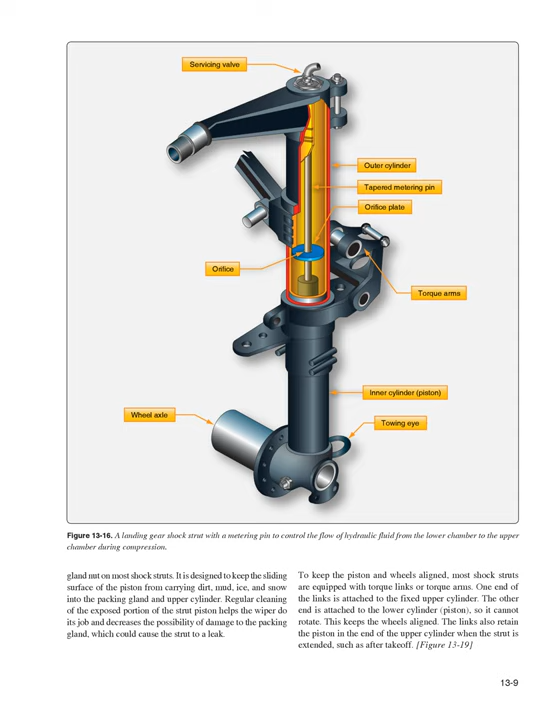 Servicing valve
Outer cylinder
Tapered metering pin
Orifice plate
Orifice
Torque arms
Inner cylinder (piston)
Wheel axle
Towing eye
Figure 13-16. A landing gear shock strut with a metering pin to control the flow of hydraulic fluid from the lower chamber to the upper
chamber during compression.
gland nut on most shock struts. It is designed to keep the sliding
surface of the piston from carrying dirt, mud, ice, and snow
into the packing gland and upper cylinder. Regular cleaning
of the exposed portion of the strut piston helps the wiper do
its job and decreases the possibility of damage to the packing
gland, which could cause the strut to a leak.
To keep the piston and wheels aligned, most shock struts
are equipped with torque links or torque arms. One end of
the links is attached to the fixed upper cylinder. The other
end is attached to the lower cylinder (piston), so it cannot
rotate. This keeps the wheels aligned. The links also retain
the piston in the end of the upper cylinder when the strut is
extended, such as after takeoff. [Figure 13-19]
13-9